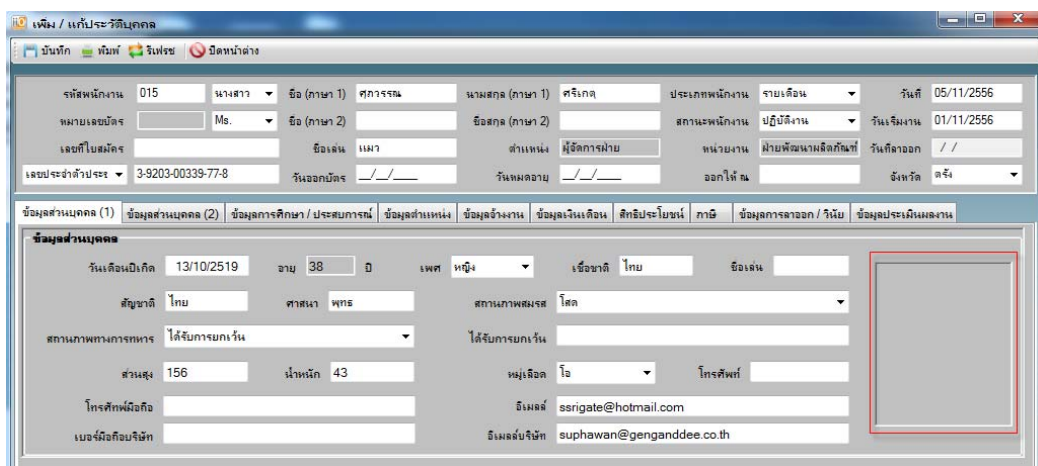 เพิ่ม / แก้ประวัติบุคคล
บันทึก พิมพ์ รีเฟรช ปิดหน้าต่าง
รหัสพนักงาน 015 นางสาว ชื่อ (ภาษา 1) ศุภวรรณ นามสกุล (ภาษา 1) ศรีเกตุ ประเภทพนักงาน รายเดือน วันที่ 05/11/2556
หมายเลขบัตร Ms. ชื่อ (ภาษา 2) ชื่อสกุล (ภาษา 2) สถานะพนักงาน ปฏิบัติงาน วันเริ่มงาน 01/11/2556
เลขที่ใบสมัคร ชื่อเล่น แมว ตำแหน่ง ผู้จัดการฝ่าย หน่วยงาน ฝ่ายพัฒนาผลิตภัณฑ์ วันที่ลาออก / /
เลขประจำตัวประช 3-9203-00339-77-8 วันออกบัตร __/__/____ วันหมดอายุ __/__/____ ออกให้ ณ จังหวัด ตรัง
ข้อมูลส่วนบุคคล (1) ข้อมูลส่วนบุคคล (2) ข้อมูลการศึกษา / ประสบการณ์ ข้อมูลตำแหน่ง ข้อมูลจ้างงาน ข้อมูลเงินเดือน สิทธิประโยชน์ ภาษี ข้อมูลการลาออก / วินัย ข้อมูลประเมินผลงาน
ข้อมูลส่วนบุคคล
วันเดือนปีเกิด 13/10/2519 อายุ 38 ปี เพศ หญิง เชื้อชาติ ไทย ชื่อเล่น
สัญชาติ ไทย ศาสนา พุทธ สถานภาพสมรส โสด
สถานภาพทางการทหาร ได้รับการยกเว้น ได้รับการยกเว้น
ส่วนสูง 156 น้ำหนัก 43 หมู่เลือด โอ โทรศัพท์
โทรศัพท์มือถือ อีเมลล์ ssrigate@hotmail.com
เบอร์มือถือบริษัท อีเมลล์บริษัท suphawan@genganddee.co.th